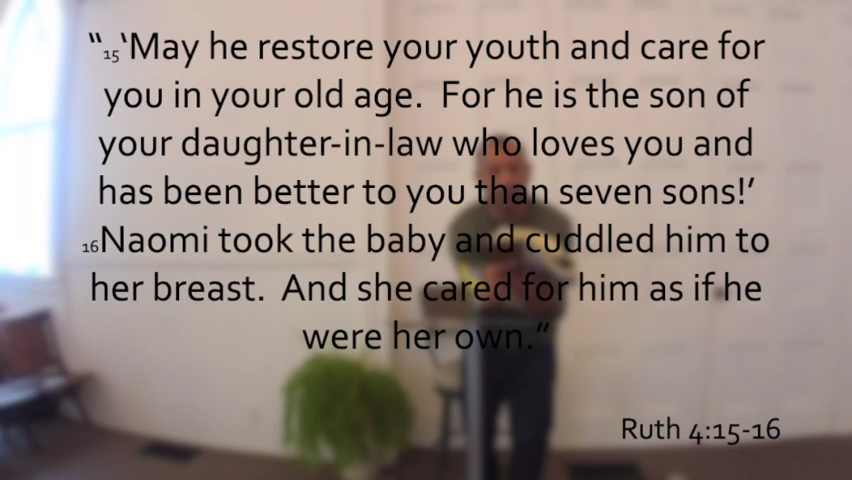 “15‘May he restore your youth and care for
you in your old age. For he is the son of
your daughter-in-law who loves you and
has been better to you than seven sons!’
16Naomi took the baby and cuddled him to
her breast. And she cared for him as if he
were her own.”
Ruth 4:15-16